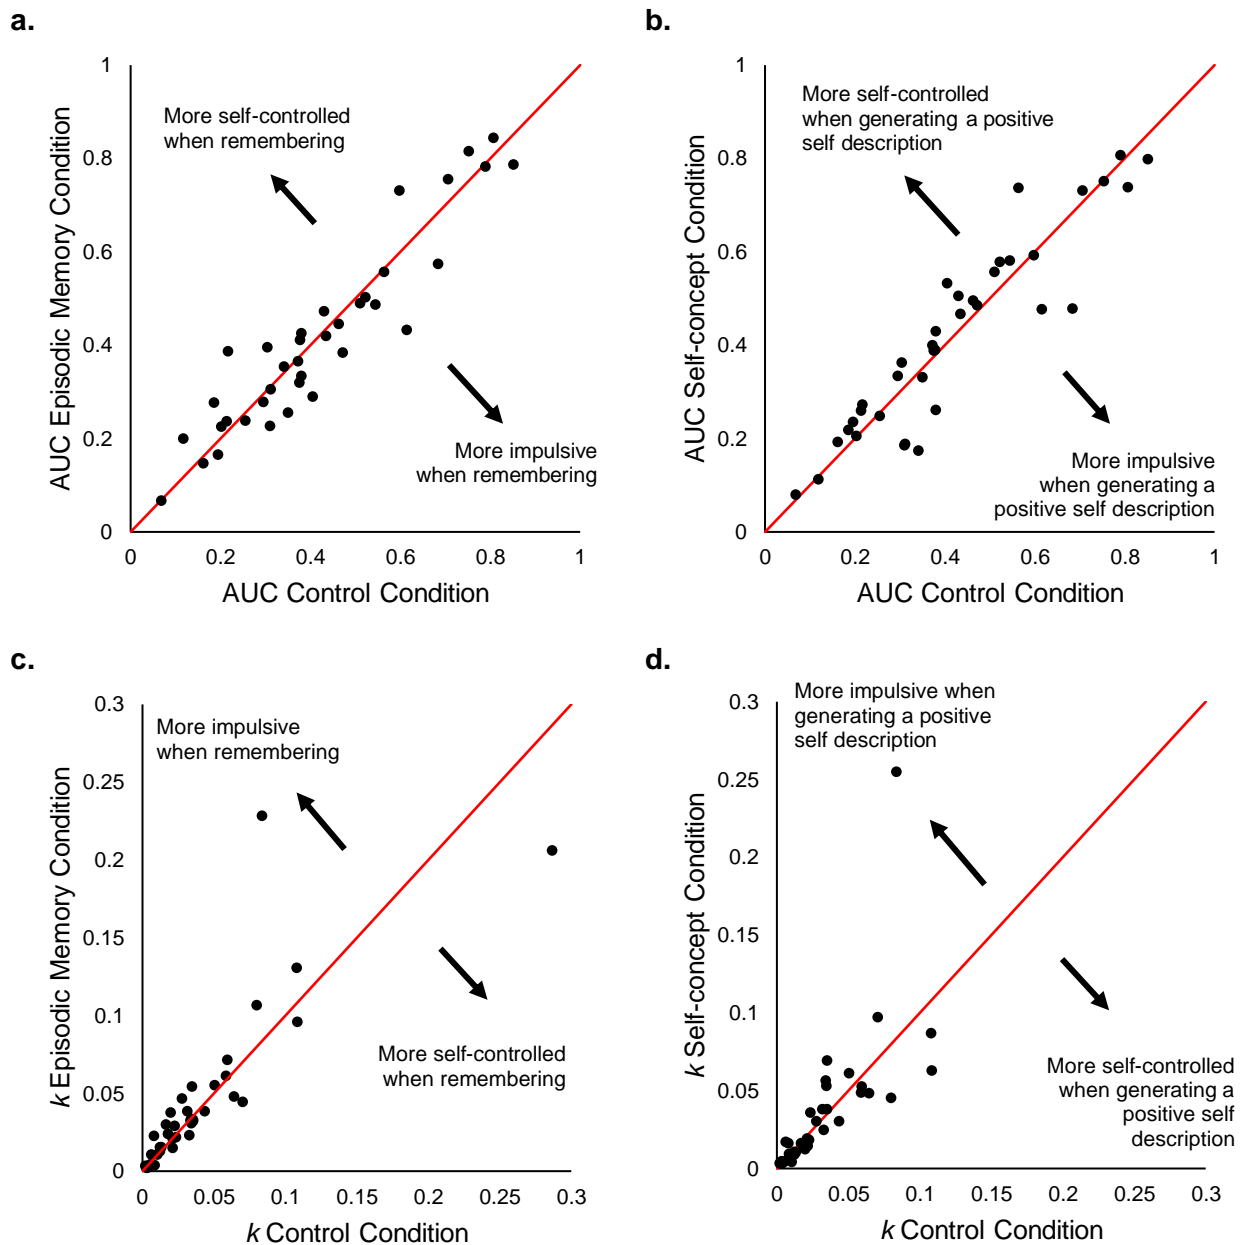 a.
AUC Episodic Memory Condition
1
0.8
0.6
0.4
0.2
0
More self-controlled
when remembering
More impulsive
when remembering
0 0.2 0.4 0.6 0.8 1
AUC Control Condition
b.
AUC Self-concept Condition
1
0.8
0.6
0.4
0.2
0
More self-controlled
when generating a positive
self description
More impulsive
when generating a
positive self description
0 0.2 0.4 0.6 0.8 1
AUC Control Condition
c.
k Episodic Memory Condition
0.3
0.25
0.2
0.15
0.1
0.05
0
More impulsive
when remembering
More self-controlled
when remembering
0 0.05 0.1 0.15 0.2 0.25 0.3
k Control Condition
d.
k Self-concept Condition
0.3
0.25
0.2
0.15
0.1
0.05
0
More impulsive when
generating a positive
self description
More self-controlled
when generating a
positive self
description
0 0.05 0.1 0.15 0.2 0.25 0.3
k Control Condition